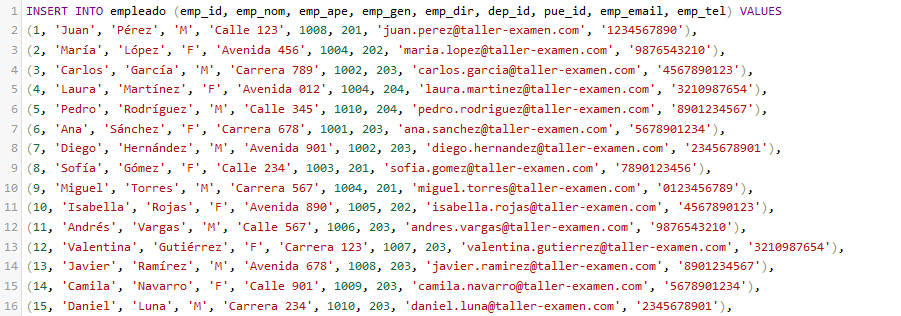 1 INSERT INTO empleado (emp_id, emp_nom, emp_ape, emp_gen, emp_dir, dep_id, pue_id, emp_email, emp_tel) VALUES
2 (1, 'Juan', 'Pérez', 'M', 'Calle 123', 1008, 201, 'juan.perez@taller-examen.com', '1234567890'),
3 (2, 'María', 'López', 'F', 'Avenida 456', 1004, 202, 'maria.lopez@taller-examen.com', '9876543210'),
4 (3, 'Carlos', 'García', 'M', 'Carrera 789', 1002, 203, 'carlos.garcia@taller-examen.com', '4567890123'),
5 (4, 'Laura', 'Martínez', 'F', 'Avenida 012', 1004, 204, 'laura.martinez@taller-examen.com', '3210987654'),
6 (5, 'Pedro', 'Rodríguez', 'M', 'Calle 345', 1010, 204, 'pedro.rodriguez@taller-examen.com', '8901234567'),
7 (6, 'Ana', 'Sánchez', 'F', 'Carrera 678', 1001, 203, 'ana.sanchez@taller-examen.com', '5678901234'),
8 (7, 'Diego', 'Hernández', 'M', 'Avenida 901', 1002, 203, 'diego.hernandez@taller-examen.com', '2345678901'),
9 (8, 'Sofía', 'Gómez', 'F', 'Calle 234', 1003, 201, 'sofia.gomez@taller-examen.com', '7890123456'),
10 (9, 'Miguel', 'Torres', 'M', 'Carrera 567', 1004, 201, 'miguel.torres@taller-examen.com', '0123456789'),
11 (10, 'Isabella', 'Rojas', 'F', 'Avenida 890', 1005, 202, 'isabella.rojas@taller-examen.com', '4567890123'),
12 (11, 'Andrés', 'Vargas', 'M', 'Calle 567', 1006, 203, 'andres.vargas@taller-examen.com', '9876543210'),
13 (12, 'Valentina', 'Gutiérrez', 'F', 'Carrera 123', 1007, 203, 'valentina.gutierrez@taller-examen.com', '3210987654'),
14 (13, 'Javier', 'Ramírez', 'M', 'Avenida 678', 1008, 203, 'javier.ramirez@taller-examen.com', '8901234567'),
15 (14, 'Camila', 'Navarro', 'F', 'Calle 901', 1009, 203, 'camila.navarro@taller-examen.com', '5678901234'),
16 (15, 'Daniel', 'Luna', 'M', 'Carrera 234', 1010, 203, 'daniel.luna@taller-examen.com', '2345678901'),